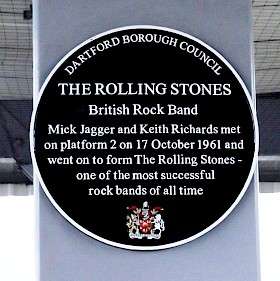 DARTFORD BOROUGH COUNCIL
THE ROLLING STONES
British Rock Band
Mick Jagger and Keith Richards met
on platform 2 on 17 October 1961 and
went on to form The Rolling Stones -
one of the most successful
rock bands of all time